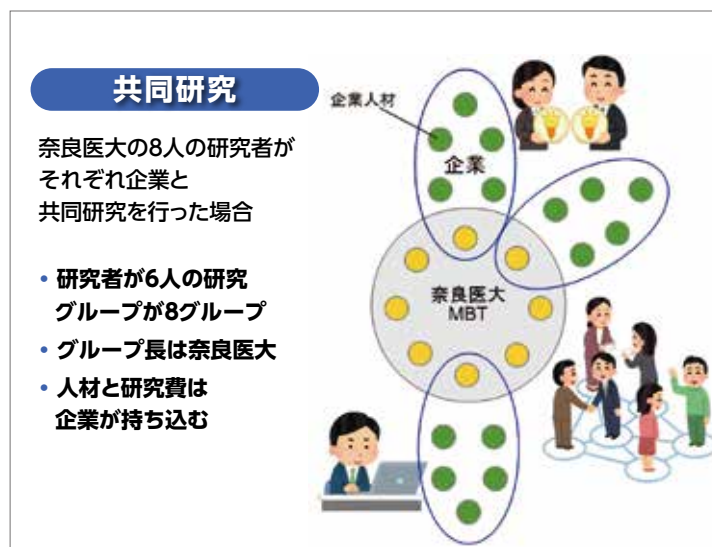 共同研究
奈良医大の8人の研究者が
それぞれ企業と
共同研究を行った場合
・研究者が6人の研究
グループが8グループ
・グループ長は奈良医大
・人材と研究費は
企業が持ち込む
企業人材
企業
奈良医大
MBT